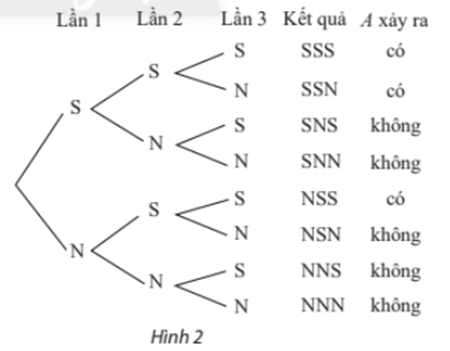 Lần 1 Lần 2 Lần 3 Kết quả A xảy ra
S SSS có
S
N SSN có
S
S SNS không
N
N SNN không
S NSS có
S
N NSN không
N
S NNS không
N
N NNN không
Hình 2